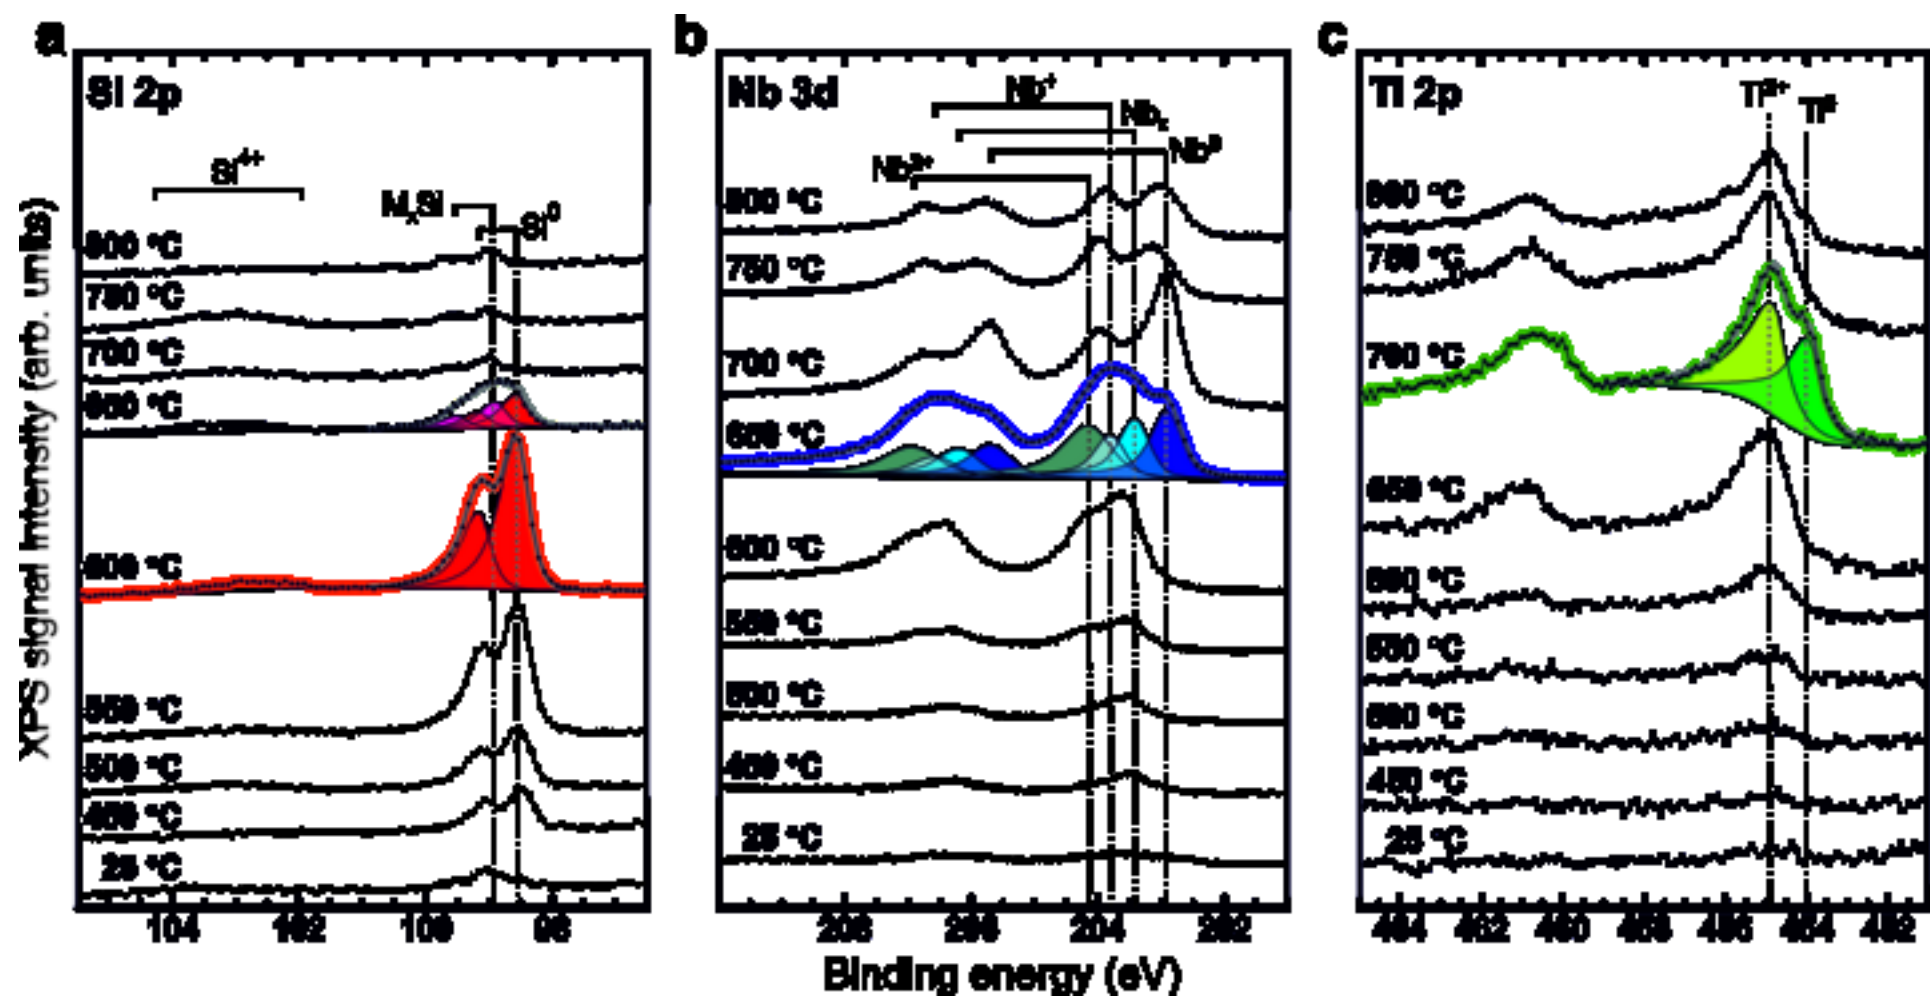 a
b
c
Si 2p
Nb 3d
Ti 2p
Si⁴⁺
MₓSi
Si⁰
Nb⁺
Nbₓ
Nb⁰
Ti⁰
800 °C
750 °C
700 °C
650 °C
600 °C
550 °C
500 °C
450 °C
25 °C
800 °C
750 °C
700 °C
650 °C
600 °C
550 °C
500 °C
450 °C
25 °C
800 °C
750 °C
700 °C
650 °C
600 °C
550 °C
500 °C
450 °C
25 °C
XPS signal intensity (arb. units)
104 102 100 98
208 206 204 202
464 462 460 458 456 454 452
Binding energy (eV)